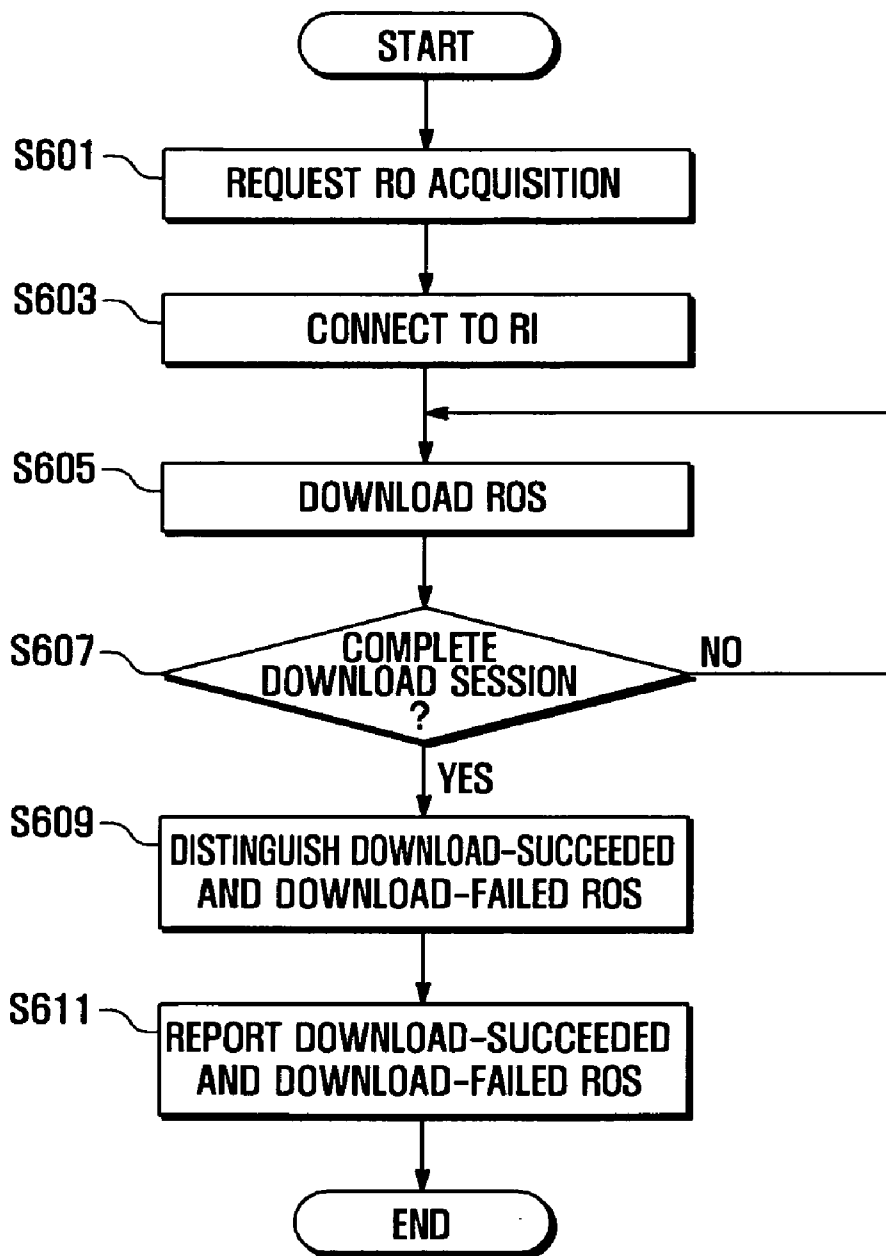 START
S601
REQUEST RO ACQUISITION
S603
CONNECT TO RI
S605
DOWNLOAD ROS
S607
COMPLETE
DOWNLOAD SESSION
?
NO
YES
S609
DISTINGUISH DOWNLOAD-SUCCEEDED
AND DOWNLOAD-FAILED ROS
S611
REPORT DOWNLOAD-SUCCEEDED
AND DOWNLOAD-FAILED ROS
END